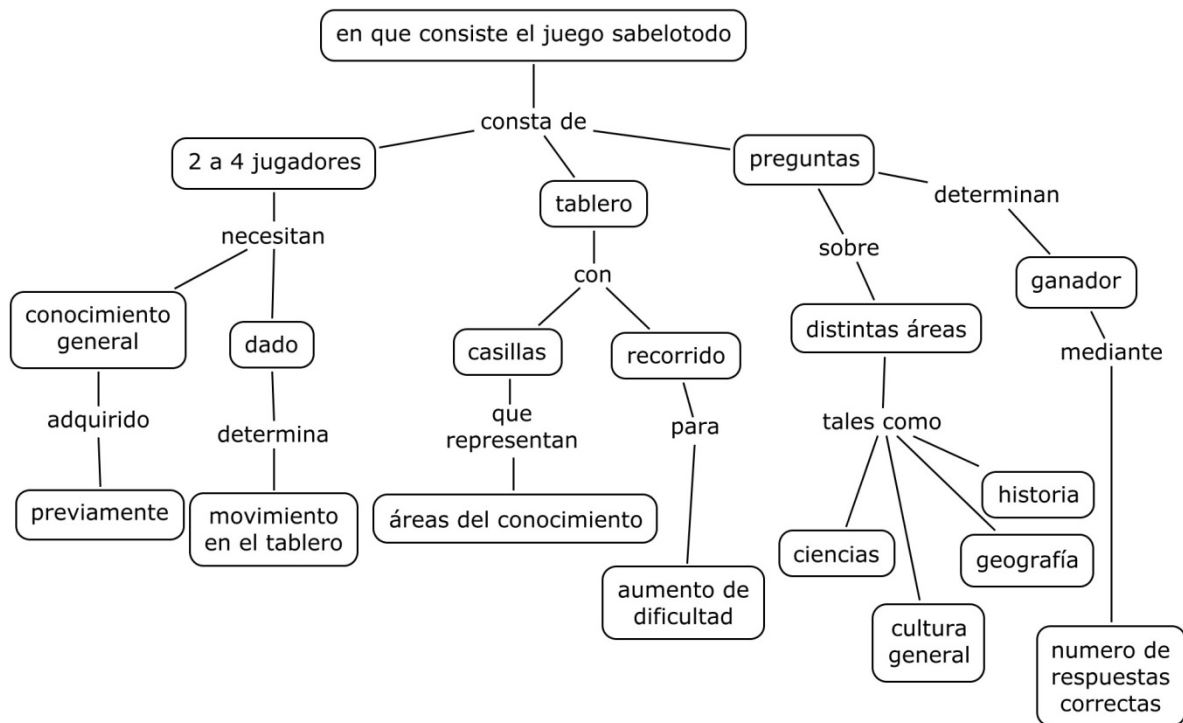 en que consiste el juego sabelotodo
consta de
2 a 4 jugadores
preguntas
tablero
determinan
necesitan
sobre
con
ganador
conocimiento
general
dado
casillas
recorrido
distintas áreas
mediante
adquirido
determina
que
representan
para
tales como
previamente
movimiento
en el tablero
áreas del conocimiento
historia
ciencias
geografía
aumento de
dificultad
cultura
general
numero de
respuestas
correctas